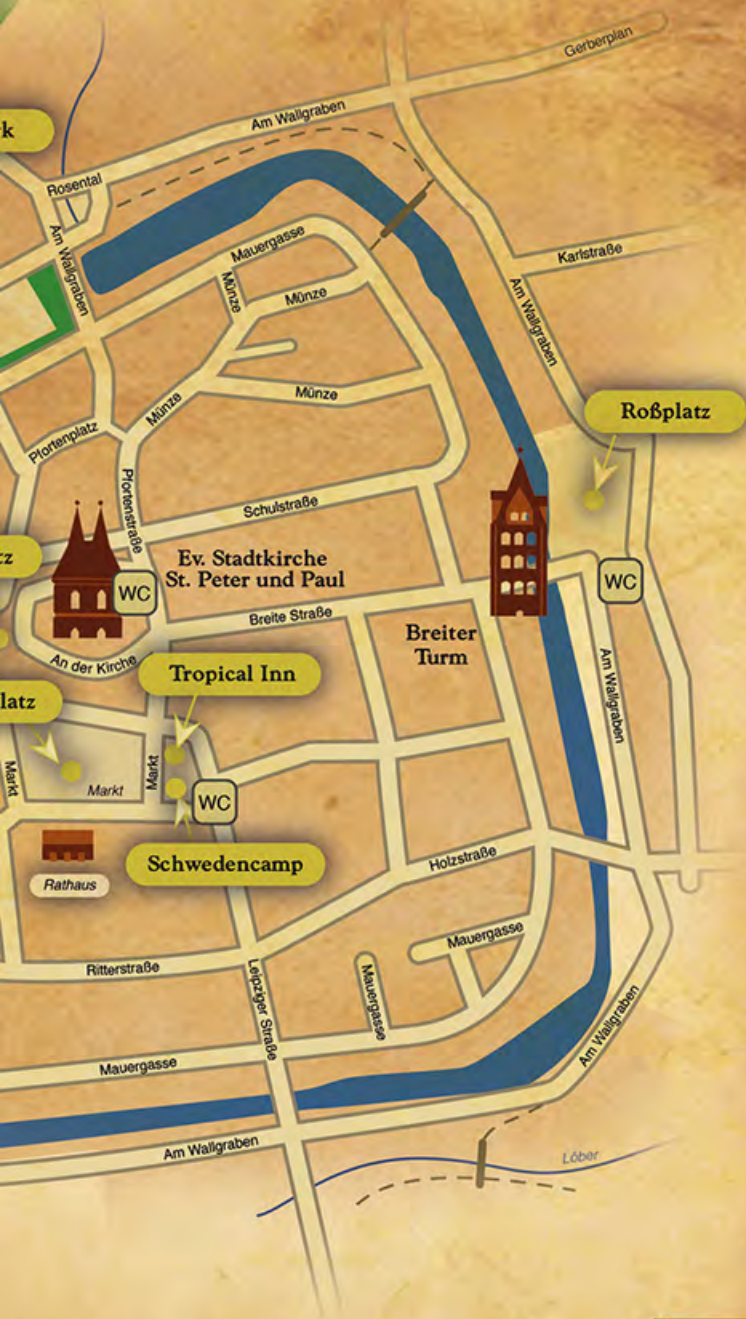 Gerberplan
Am Wallgraben
k
Rosental
Am Wallgraben
Mauergasse
Karlstraße
Münze
Münze
Am Wallgraben
Münze
Münze
Roßplatz
Pfortenplatz
Pfortenstraße
Schulstraße
tz
Ev. Stadtkirche
St. Peter und Paul
WC
WC
Breite Straße
Breiter
Turm
An der Kirche
Tropical Inn
Am Wallgraben
latz
Markt
Markt
Markt
WC
Schwedencamp
Holzstraße
Rathaus
Mauergasse
Ritterstraße
Leipziger Straße
Mauergasse
Am Wallgraben
Mauergasse
Am Wallgraben
Löber